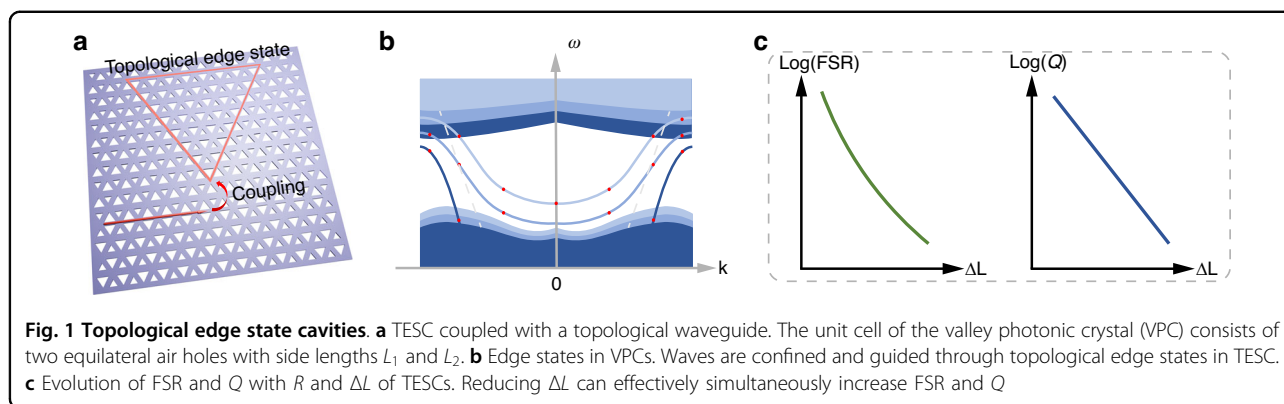 a
Topological edge state
Coupling
b
ω
k
0
c
Log(FSR)
ΔL
Log(Q)
ΔL
Fig. 1 Topological edge state cavities. a TESC coupled with a topological waveguide. The unit cell of the valley photonic crystal (VPC) consists of
two equilateral air holes with side lengths L₁ and L₂. b Edge states in VPCs. Waves are confined and guided through topological edge states in TESC.
c Evolution of FSR and Q with R and ΔL of TESCs. Reducing ΔL can effectively simultaneously increase FSR and Q